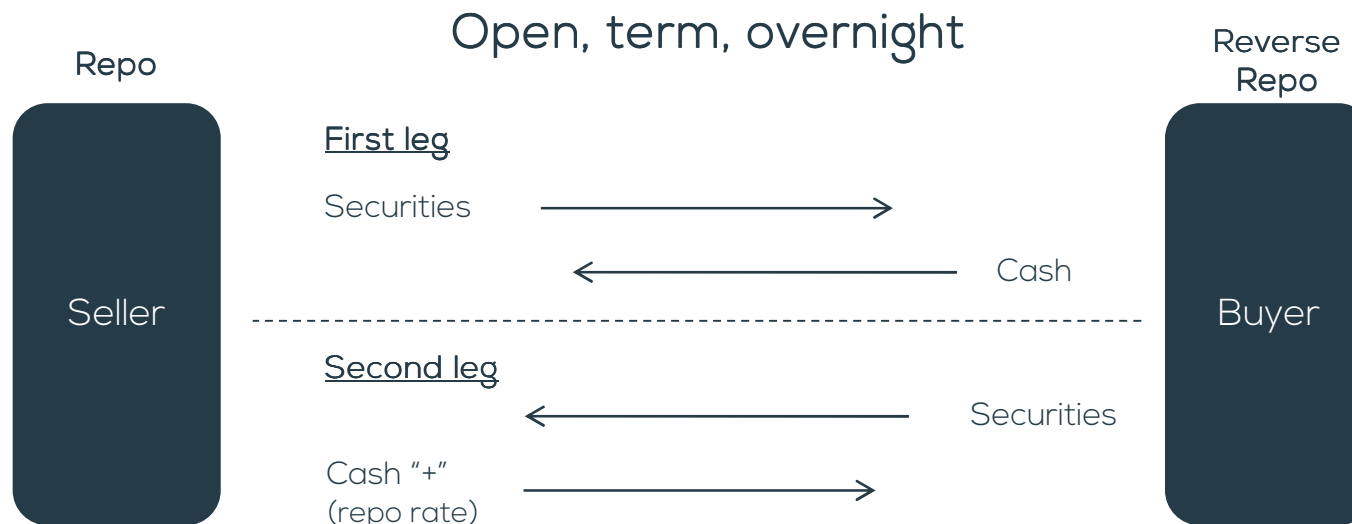 Open, term, overnight
Repo
Reverse
Repo
First leg
Securities
Cash
Seller
Buyer
Second leg
Securities
Cash “+”
(repo rate)